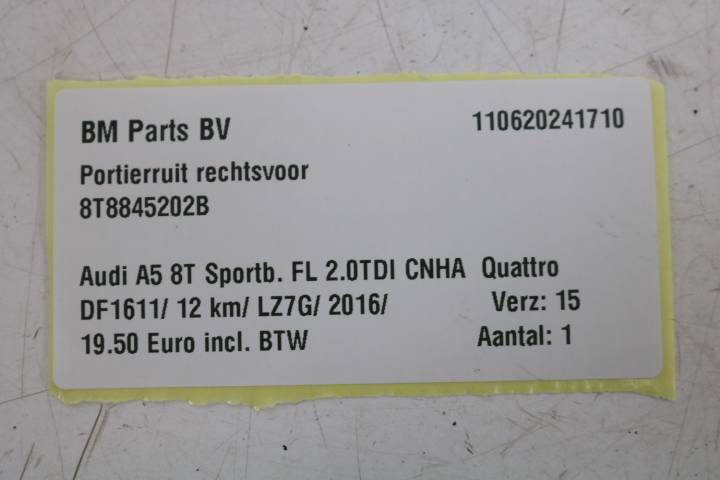 BM Parts BV 110620241710
Portierruit rechtsvoor
8T8845202B
Audi A5 8T Sportb. FL 2.0TDI CNHA Quattro
DF1611/ 12 km/ LZ7G/ 2016/ Verz: 15
19.50 Euro incl. BTW Aantal: 1